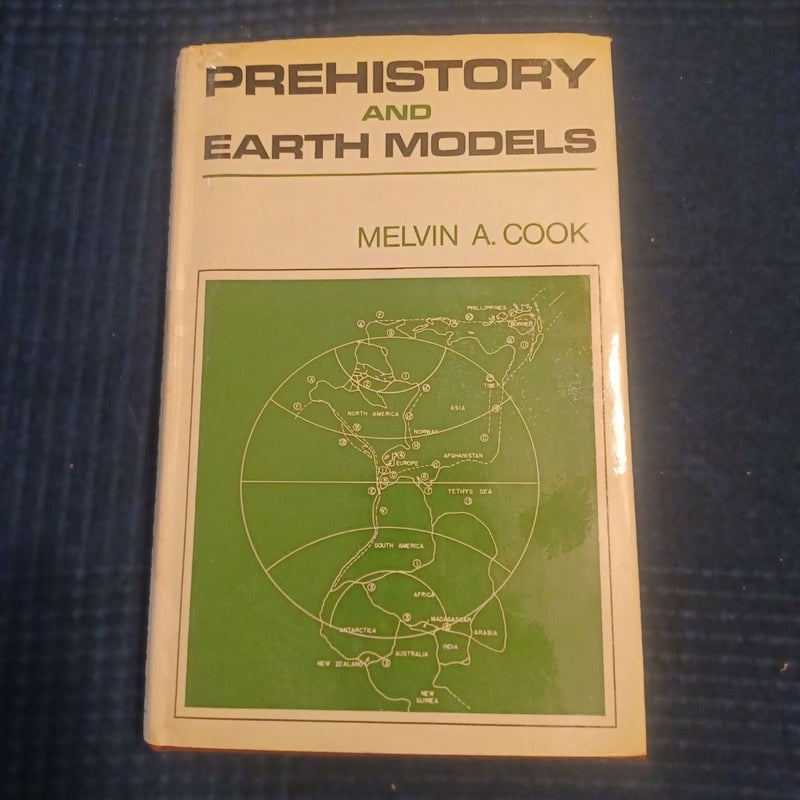 PREHISTORY
AND
EARTH MODELS
MELVIN A. COOK
PHILLIPINES
BORNEO
TIBET
NORTH AMERICA
ASIA
NORWAY
EUROPE
AFGHANISTAN
TETHYS SEA
SOUTH AMERICA
AFRICA
MADAGASCAR
ANTARCTICA
ARABIA
INDIA
AUSTRALIA
NEW ZEALAND
NEW
GUINEA